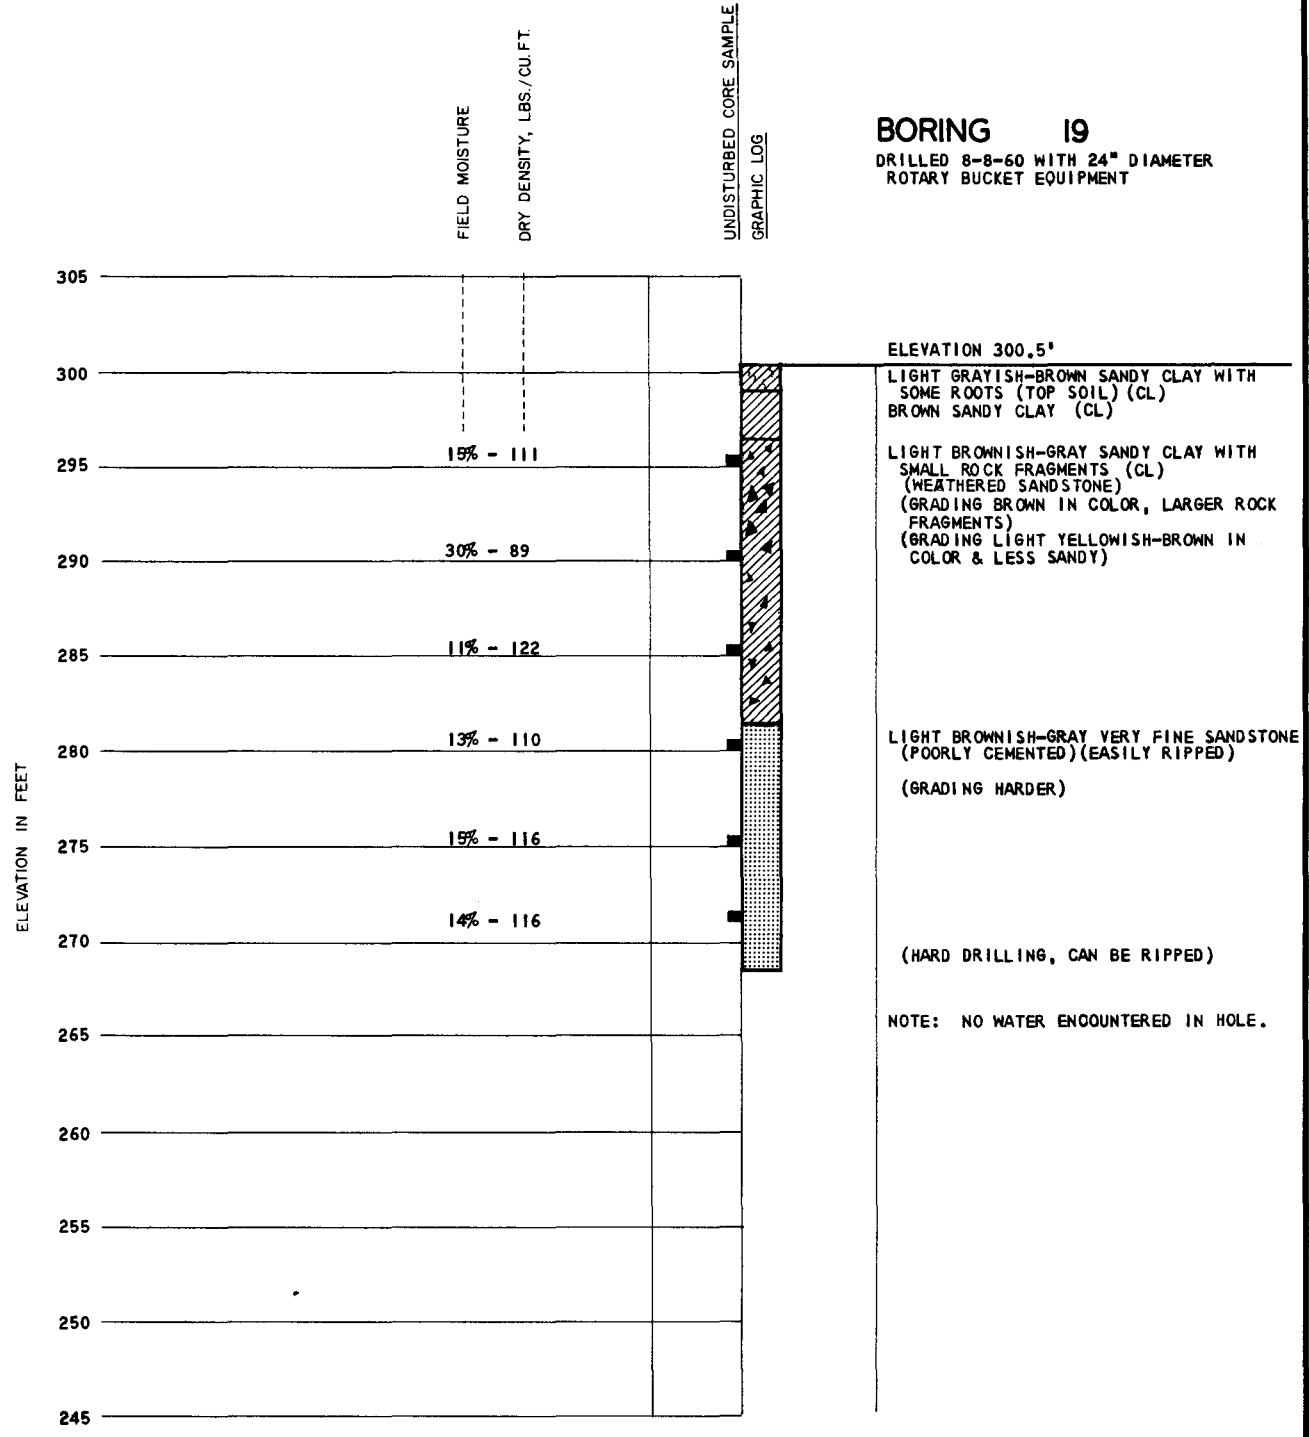 FIELD MOISTURE
DRY DENSITY, LBS./CU.FT.
UNDISTURBED CORE SAMPLE
GRAPHIC LOG
BORING 19
DRILLED 8-8-60 WITH 24" DIAMETER
ROTARY BUCKET EQUIPMENT
ELEVATION IN FEET
305
ELEVATION 300.5'
300
LIGHT GRAYISH-BROWN SANDY CLAY WITH
SOME ROOTS (TOP SOIL) (CL)
BROWN SANDY CLAY (CL)
15% - 111
295
LIGHT BROWNISH-GRAY SANDY CLAY WITH
SMALL ROCK FRAGMENTS (CL)
(WEATHERED SANDSTONE)
(GRADING BROWN IN COLOR, LARGER ROCK
FRAGMENTS)
(GRADING LIGHT YELLOWISH-BROWN IN
COLOR & LESS SANDY)
30% - 89
290
11% - 122
285
13% - 110
280
LIGHT BROWNISH-GRAY VERY FINE SANDSTONE
(POORLY CEMENTED)(EASILY RIPPED)
(GRADING HARDER)
15% - 116
275
14% - 116
270
(HARD DRILLING, CAN BE RIPPED)
265
NOTE: NO WATER ENCOUNTERED IN HOLE.
260
255
250
245